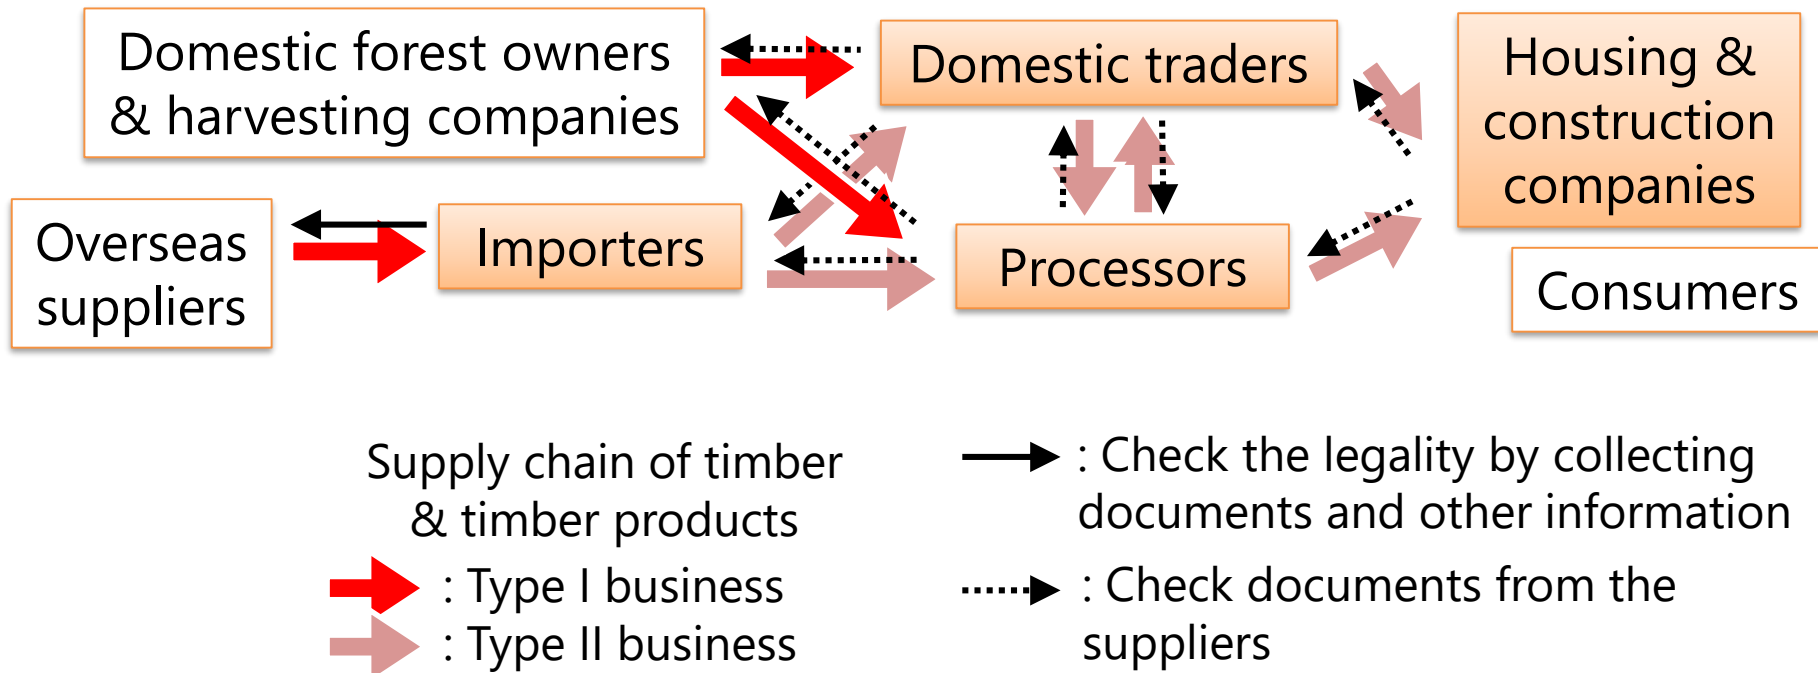 Domestic forest owners
& harvesting companies
Domestic traders
Housing &
construction
companies
Overseas
suppliers
Importers
Processors
Consumers
Supply chain of timber
& timber products
: Type I business
: Type II business
: Check the legality by collecting
documents and other information
: Check documents from the
suppliers